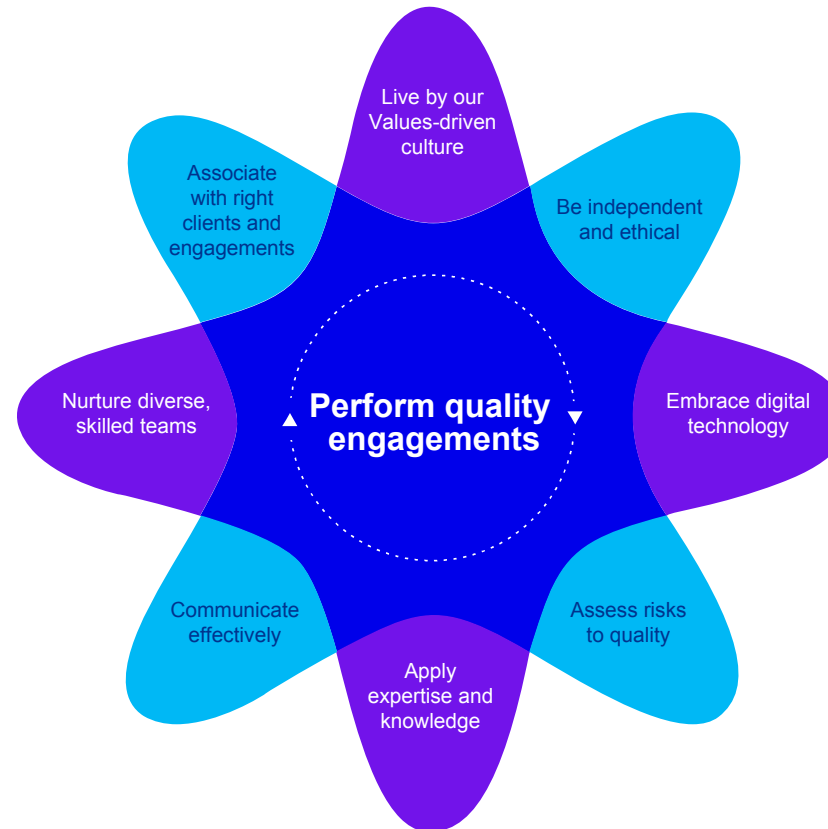 Live by our
Values-driven
culture
Associate
with right
clients and
engagements
Be independent
and ethical
Nurture diverse,
skilled teams
Perform quality
engagements
Embrace digital
technology
Communicate
effectively
Assess risks
to quality
Apply
expertise and
knowledge